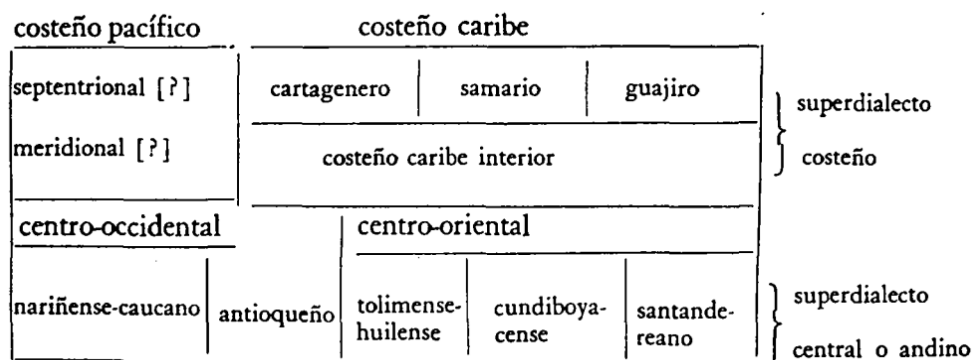 costeño pacífico costeño caribe
septentrional [?] cartagenero samario guajiro
superdialecto
meridional [?] costeño caribe interior costeño
centro-occidental centro-oriental
nariñense-caucano antioqueño tolimense- cundiboya- santande- superdialecto
huilense cense reano
central o andino